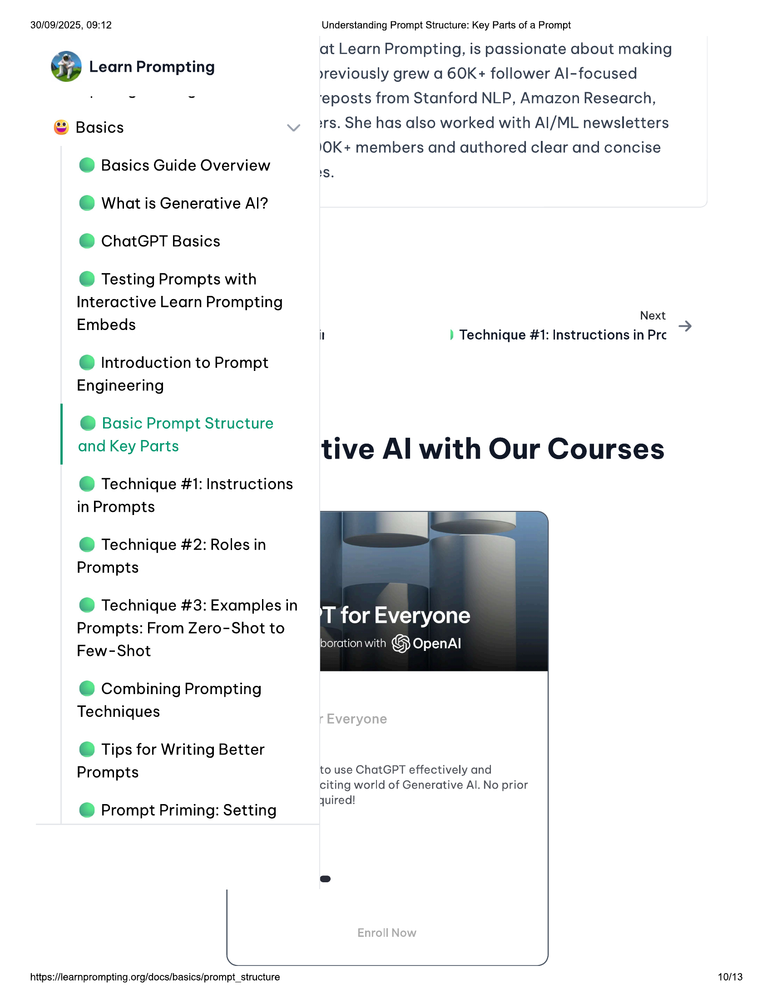 30/09/2025, 09:12
Understanding Prompt Structure: Key Parts of a Prompt
Learn Prompting
Basics
Basics Guide Overview
What is Generative AI?
ChatGPT Basics
Testing Prompts with
Interactive Learn Prompting
Embeds
Introduction to Prompt
Engineering
Basic Prompt Structure
and Key Parts
Technique #1: Instructions
in Prompts
Technique #2: Roles in
Prompts
Technique #3: Examples in
Prompts: From Zero-Shot to
Few-Shot
Combining Prompting
Techniques
Tips for Writing Better
Prompts
Prompt Priming: Setting
at Learn Prompting, is passionate about making
previously grew a 60K+ follower AI-focused
reposts from Stanford NLP, Amazon Research,
ers. She has also worked with AI/ML newsletters
00K+ members and authored clear and concise
es.
Next
Technique #1: Instructions in Pro
tive AI with Our Courses
PT for Everyone
boration with OpenAI
r Everyone
to use ChatGPT effectively and
citing world of Generative AI. No prior
quired!
Enroll Now
https://learnprompting.org/docs/basics/prompt_structure
10/13